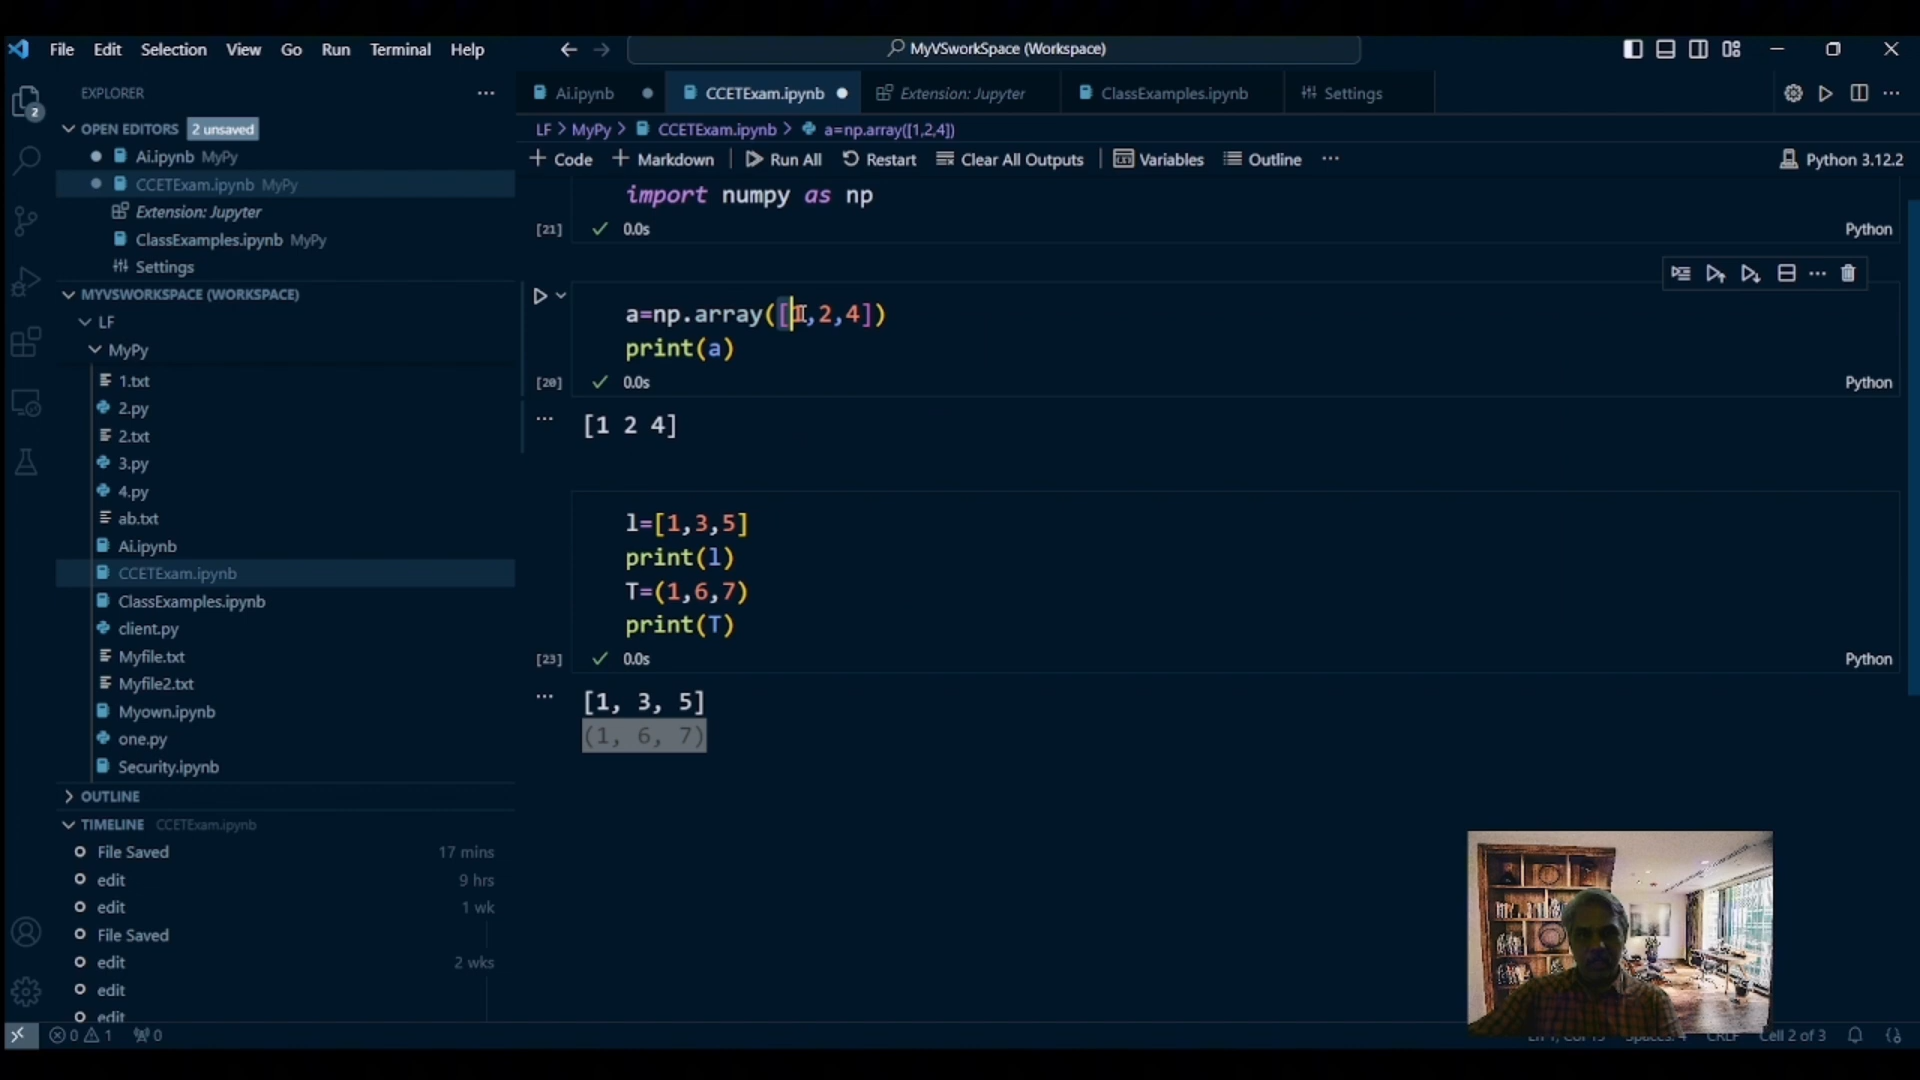 File Edit Selection View Go Run Terminal Help
MyVSworkSpace (Workspace)
EXPLORER
OPEN EDITORS 2 unsaved
Ai.ipynb MyPy
CCETExam.ipynb MyPy
Extension: Jupyter
ClassExamples.ipynb MyPy
Settings
MYVSWORKSPACE (WORKSPACE)
LF
MyPy
1.txt
2.py
2.txt
3.py
4.py
ab.txt
Ai.ipynb
CCETExam.ipynb
ClassExamples.ipynb
client.py
Myfile.txt
Myfile2.txt
Myown.ipynb
one.py
Security.ipynb
OUTLINE
TIMELINE CCETExam.ipynb
File Saved 17 mins
edit 9 hrs
edit 1 wk
File Saved
edit 2 wks
edit
edit
Ai.ipynb CCETExam.ipynb Extension: Jupyter ClassExamples.ipynb Settings
LF > MyPy > CCETExam.ipynb > a=np.array([1,2,4])
+ Code + Markdown Run All Restart Clear All Outputs Variables Outline Python 3.12.2
import numpy as np
[21] 0.0s Python
a=np.array([1,2,4])
print(a)
[20] 0.0s Python
[1 2 4]
l=[1,3,5]
print(l)
T=(1,6,7)
print(T)
[23] 0.0s Python
[1, 3, 5]
(1, 6, 7)
2
0 1 0 Cell 2 of 3